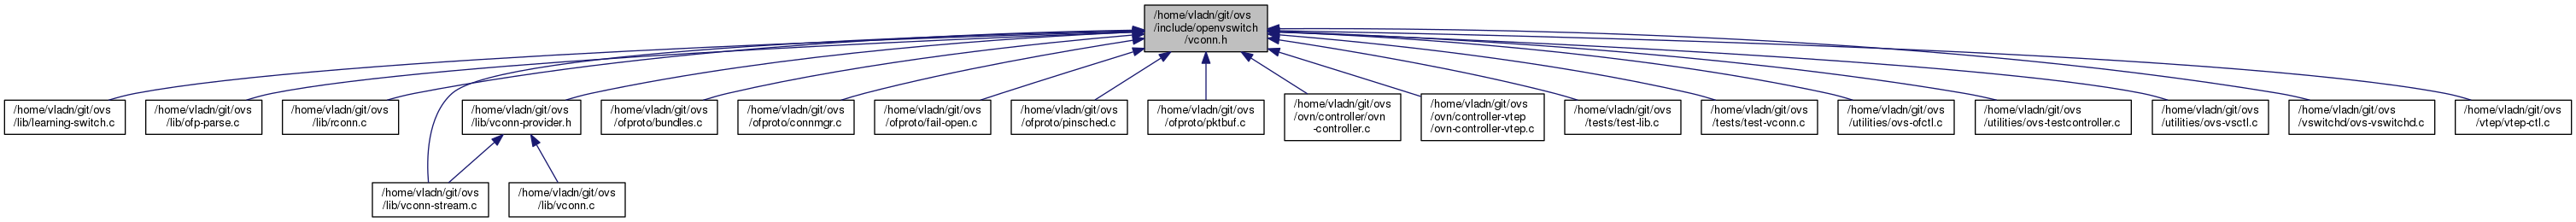 /home/vladn/git/ovs
/include/openvswitch
/vconn.h
/home/vladn/git/ovs
/lib/learning-switch.c
/home/vladn/git/ovs
/lib/ofp-parse.c
/home/vladn/git/ovs
/lib/rconn.c
/home/vladn/git/ovs
/lib/vconn-provider.h
/home/vladn/git/ovs
/ofproto/bundles.c
/home/vladn/git/ovs
/ofproto/connmgr.c
/home/vladn/git/ovs
/ofproto/fail-open.c
/home/vladn/git/ovs
/ofproto/pinsched.c
/home/vladn/git/ovs
/ofproto/pktbuf.c
/home/vladn/git/ovs
/ovn/controller/ovn
-controller.c
/home/vladn/git/ovs
/ovn/controller-vtep
/ovn-controller-vtep.c
/home/vladn/git/ovs
/tests/test-lib.c
/home/vladn/git/ovs
/tests/test-vconn.c
/home/vladn/git/ovs
/utilities/ovs-ofctl.c
/home/vladn/git/ovs
/utilities/ovs-testcontroller.c
/home/vladn/git/ovs
/utilities/ovs-vsctl.c
/home/vladn/git/ovs
/vswitchd/ovs-vswitchd.c
/home/vladn/git/ovs
/vtep/vtep-ctl.c
/home/vladn/git/ovs
/lib/vconn-stream.c
/home/vladn/git/ovs
/lib/vconn.c